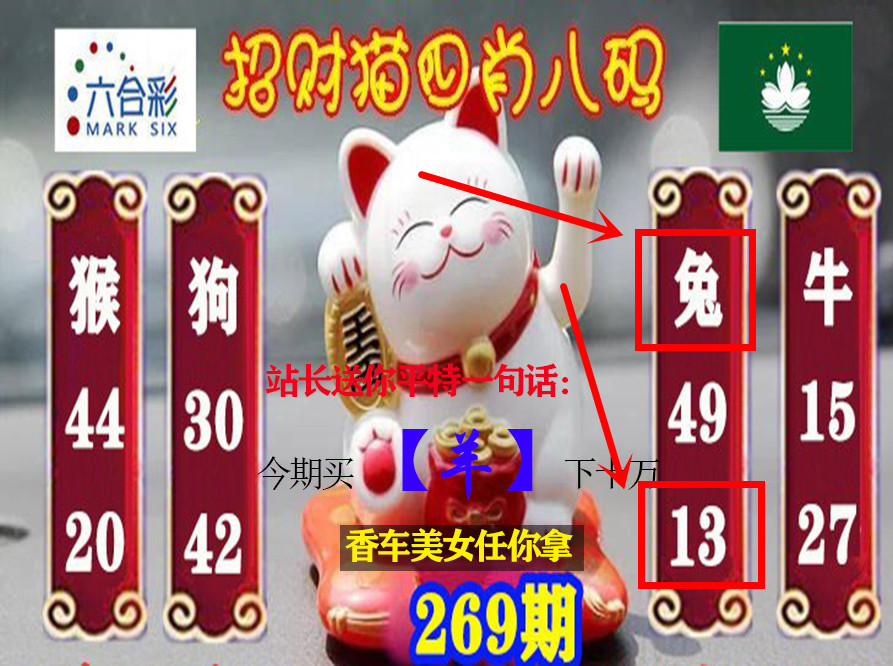 六合彩
MARK SIX
招财猫四肖八码
猴
44
20
狗
30
42
兔
49
13
牛
15
27
站长送你平特一句话：
今期买【羊】下十万
香车美女任你拿
269期